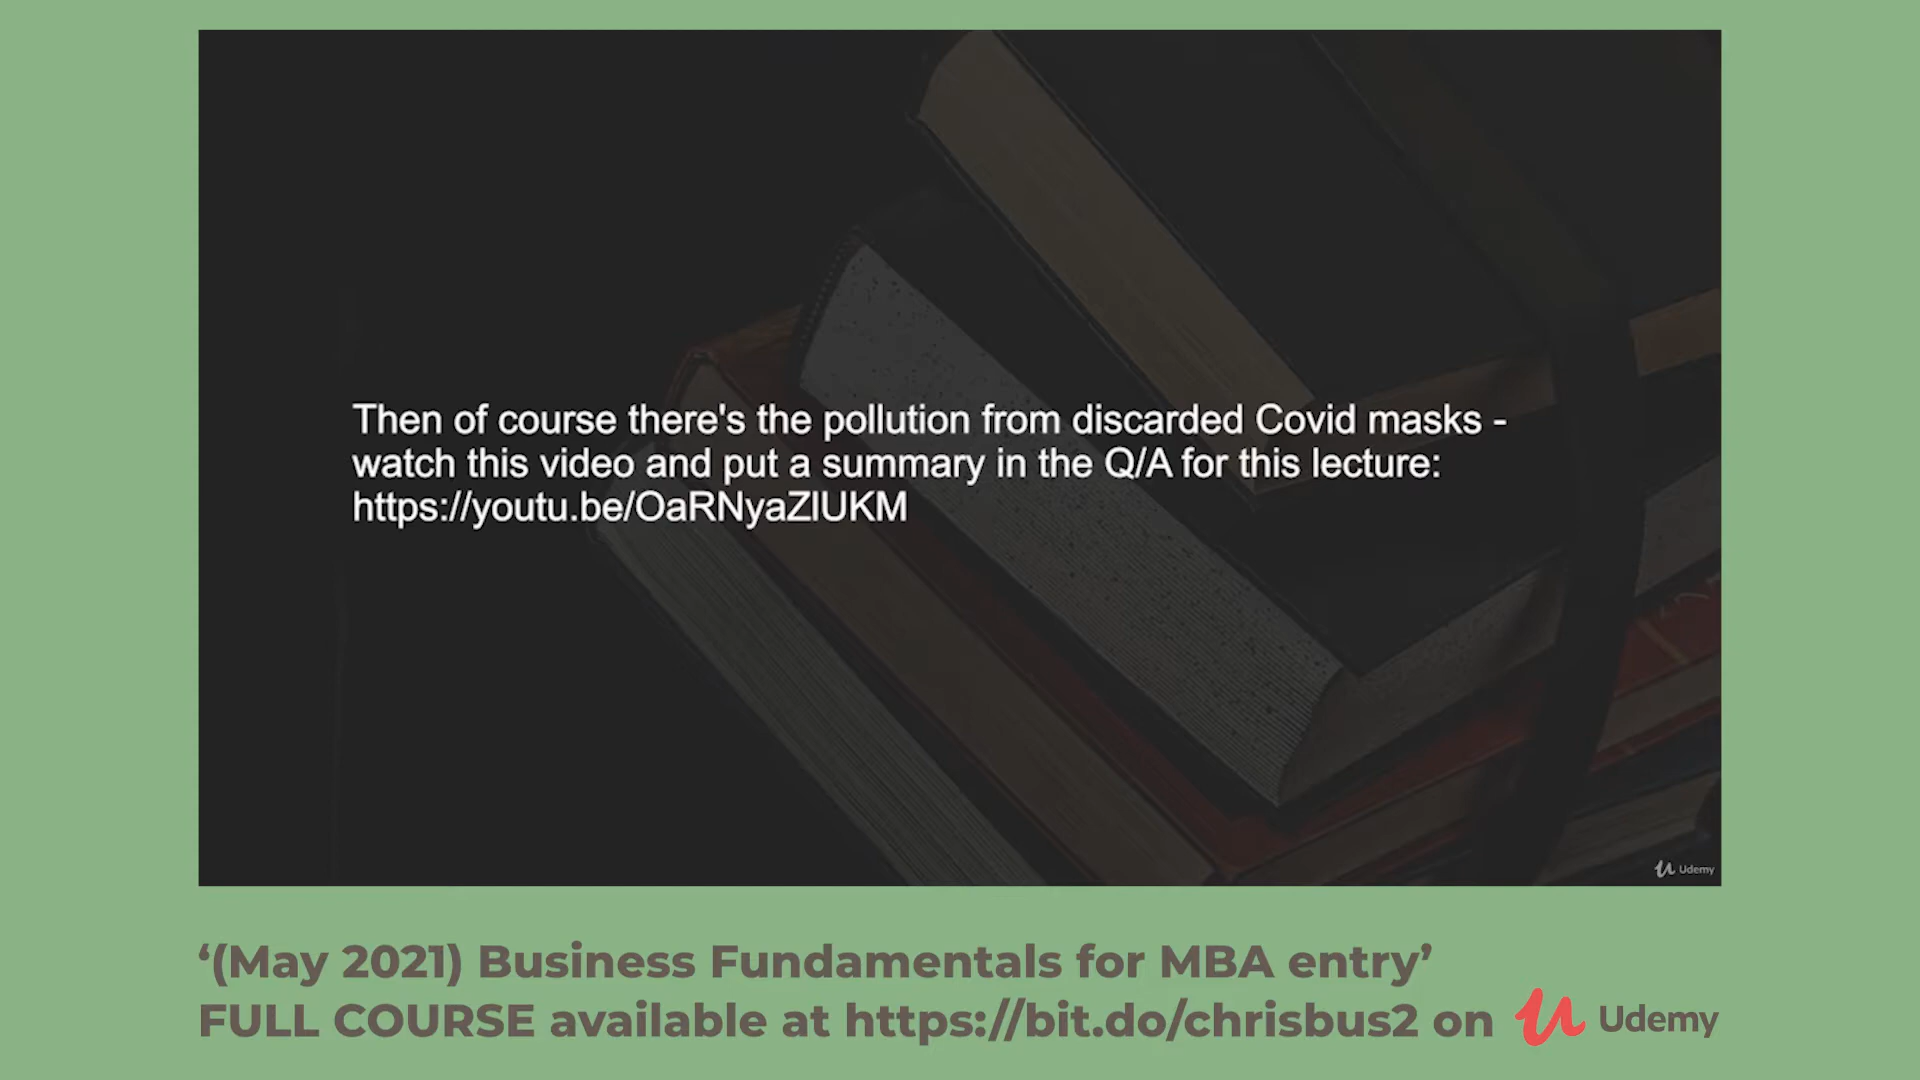 Then of course there's the pollution from discarded Covid masks -
watch this video and put a summary in the Q/A for this lecture:
https://youtu.be/OaRNyaZlUKM
Udemy
‘(May 2021) Business Fundamentals for MBA entry’
FULL COURSE available at https://bit.do/chrisbus2 on Udemy